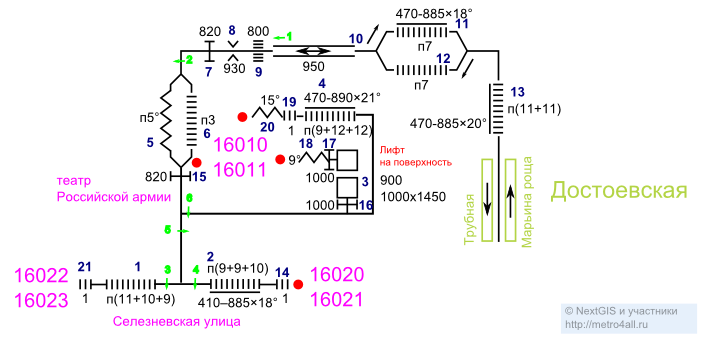 470-885×18°
820
8
800
1
10
11
2
7
930
9
950
п7
12
п7
4
13
п5°
5
6
п3
15°
19
470-890×21°
п(11+11)
20
1
п(9+12+12)
470-885×20°
16010
16011
18
17
9°
Лифт
на поверхность
820
15
1000
3
900
1000x1450
театр
Российской армии
6
1000
16
Трубная
Марьина роща
Достоевская
5
2
21
1
3
4
п(9+9+10)
14
16022
16023
1
п(11+10+9)
410–885×18°
1
16020
16021
Селезневская улица
© NextGIS и участники
http://metro4all.ru